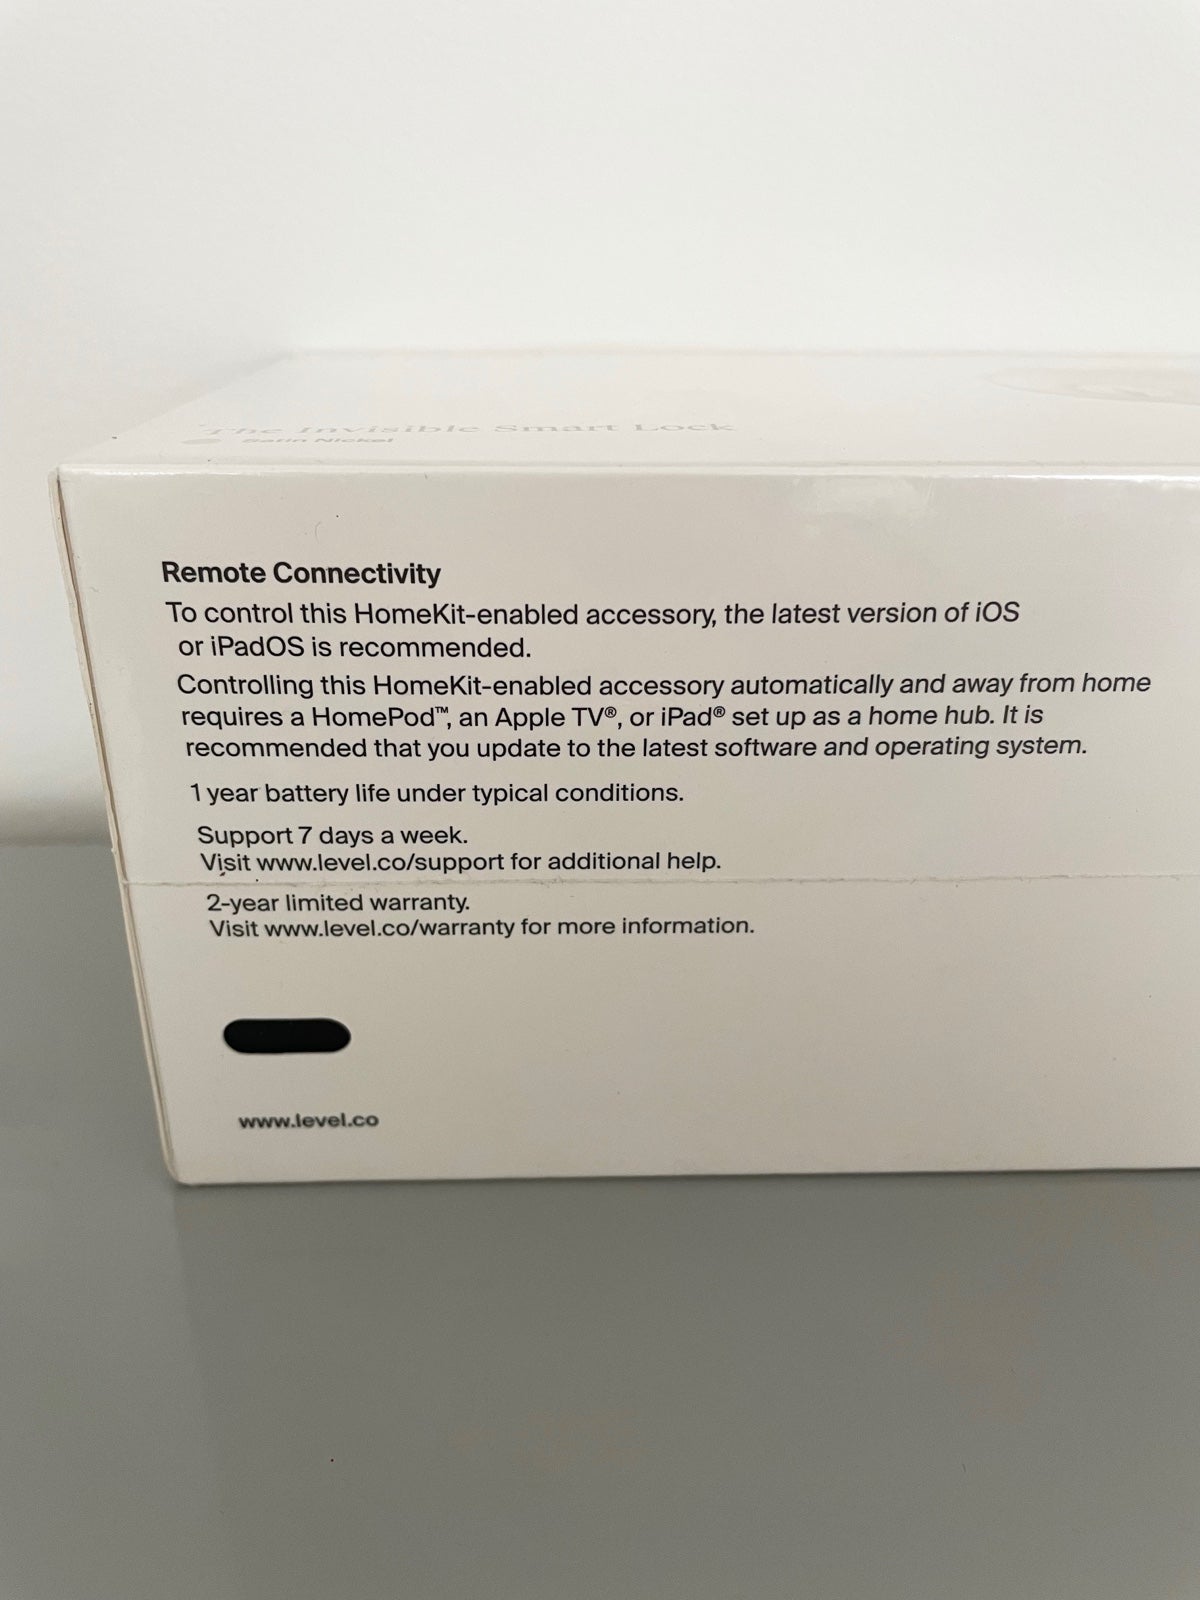 The Invisible Smart Lock
Satin Nickel
Remote Connectivity
To control this HomeKit-enabled accessory, the latest version of iOS
or iPadOS is recommended.
Controlling this HomeKit-enabled accessory automatically and away from home
requires a HomePod™, an Apple TV®, or iPad® set up as a home hub. It is
recommended that you update to the latest software and operating system.
1 year battery life under typical conditions.
Support 7 days a week.
Visit www.level.co/support for additional help.
2-year limited warranty.
Visit www.level.co/warranty for more information.
www.level.co